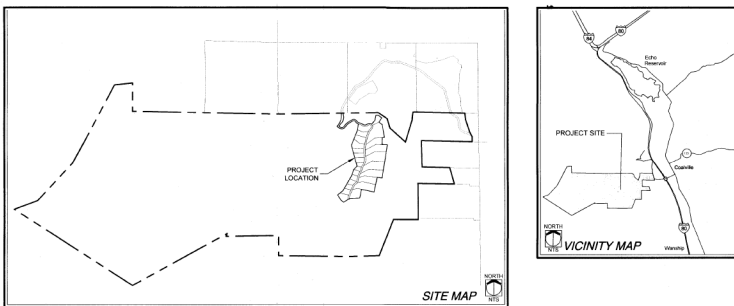 PROJECT
LOCATION
NORTH
NTS
SITE MAP
84
80
Echo
Reservoir
PROJECT SITE
Coalville
80
NORTH
NTS
VICINITY MAP
Wanship